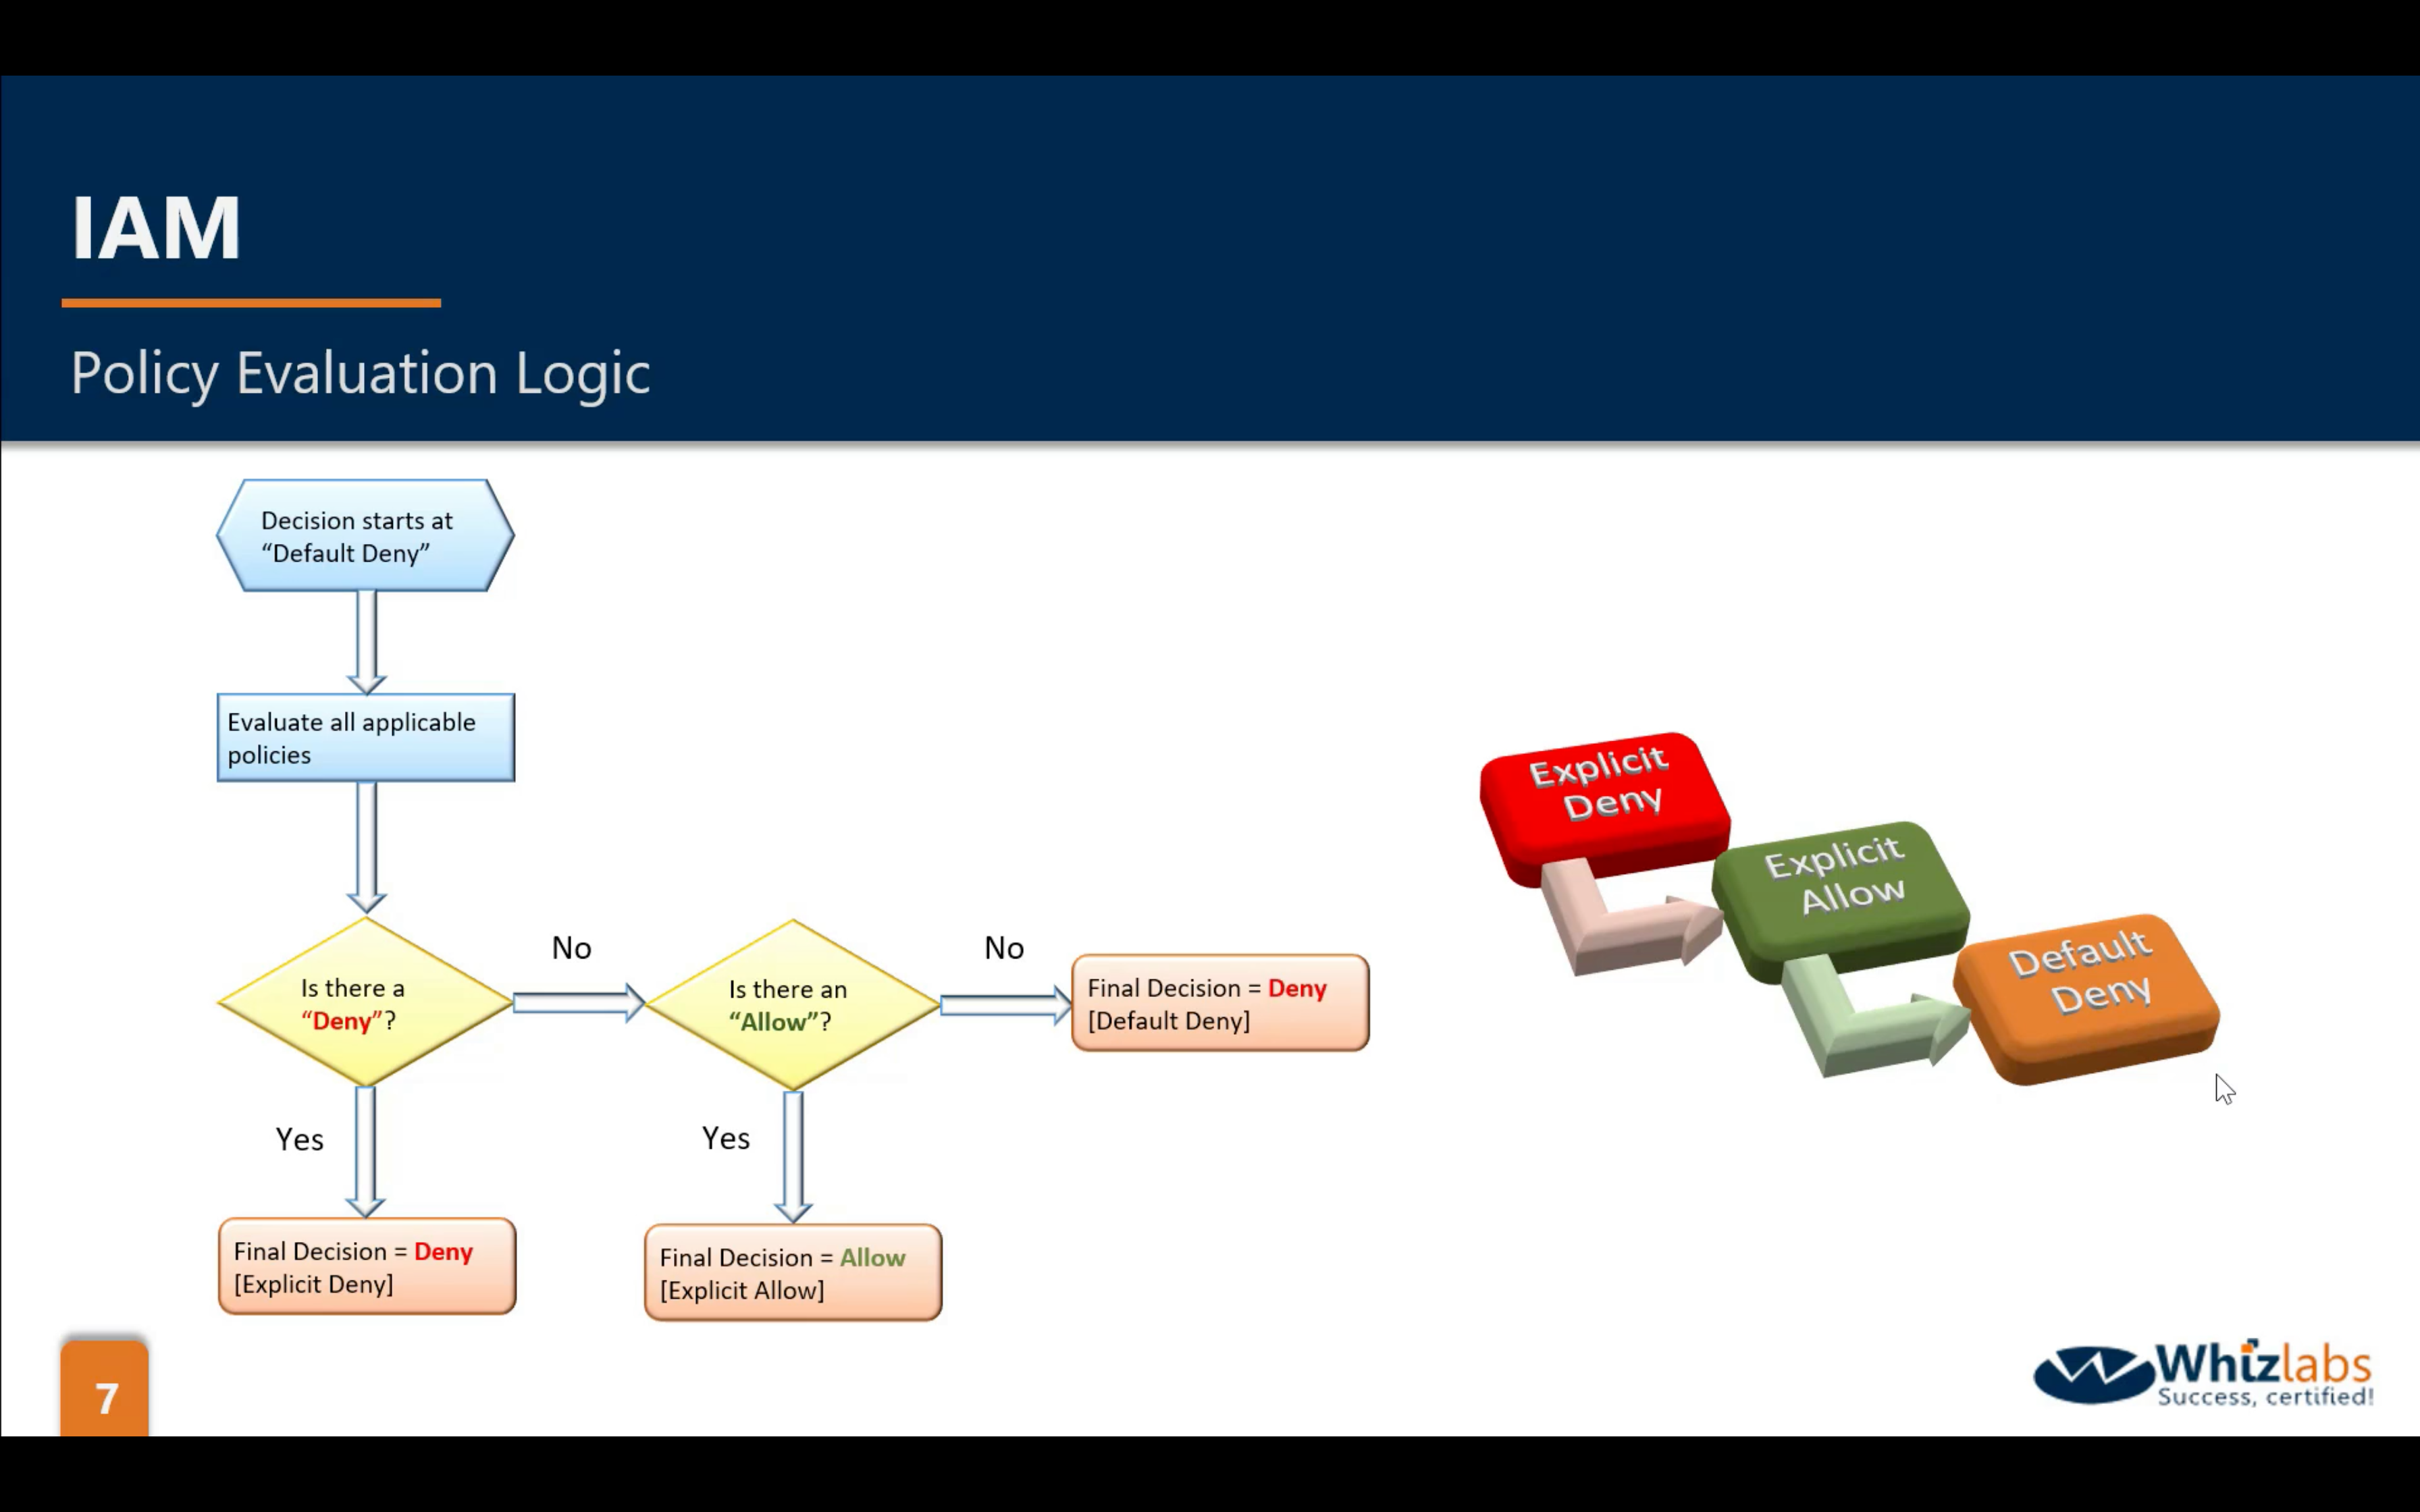 IAM
Policy Evaluation Logic
Decision starts at
“Default Deny”
Evaluate all applicable
policies
Is there a
“Deny”?
No
Is there an
“Allow”?
No
Final Decision = Deny
[Default Deny]
Yes
Yes
Final Decision = Deny
[Explicit Deny]
Final Decision = Allow
[Explicit Allow]
Explicit
Deny
Explicit
Allow
Default
Deny
7
Whizlabs
Success, certified!